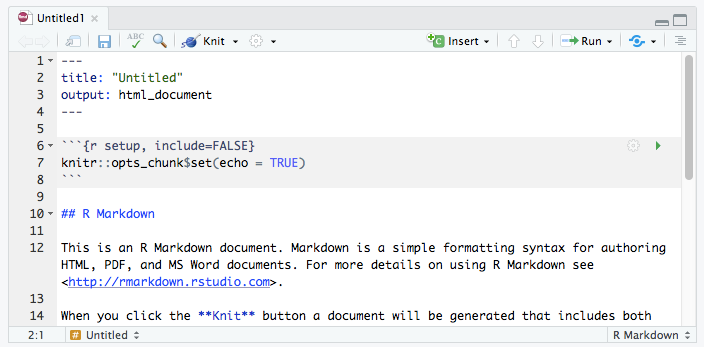 Untitled1
ABC Knit Insert Run
1 ---
2 title: "Untitled"
3 output: html_document
4 ---
5
6 ```{r setup, include=FALSE}
7 knitr::opts_chunk$set(echo = TRUE)
8 ```
9
10 ## R Markdown
11
12 This is an R Markdown document. Markdown is a simple formatting syntax for authoring
HTML, PDF, and MS Word documents. For more details on using R Markdown see
<http://rmarkdown.rstudio.com>.
13
14 When you click the **Knit** button a document will be generated that includes both
2:1 # Untitled R Markdown